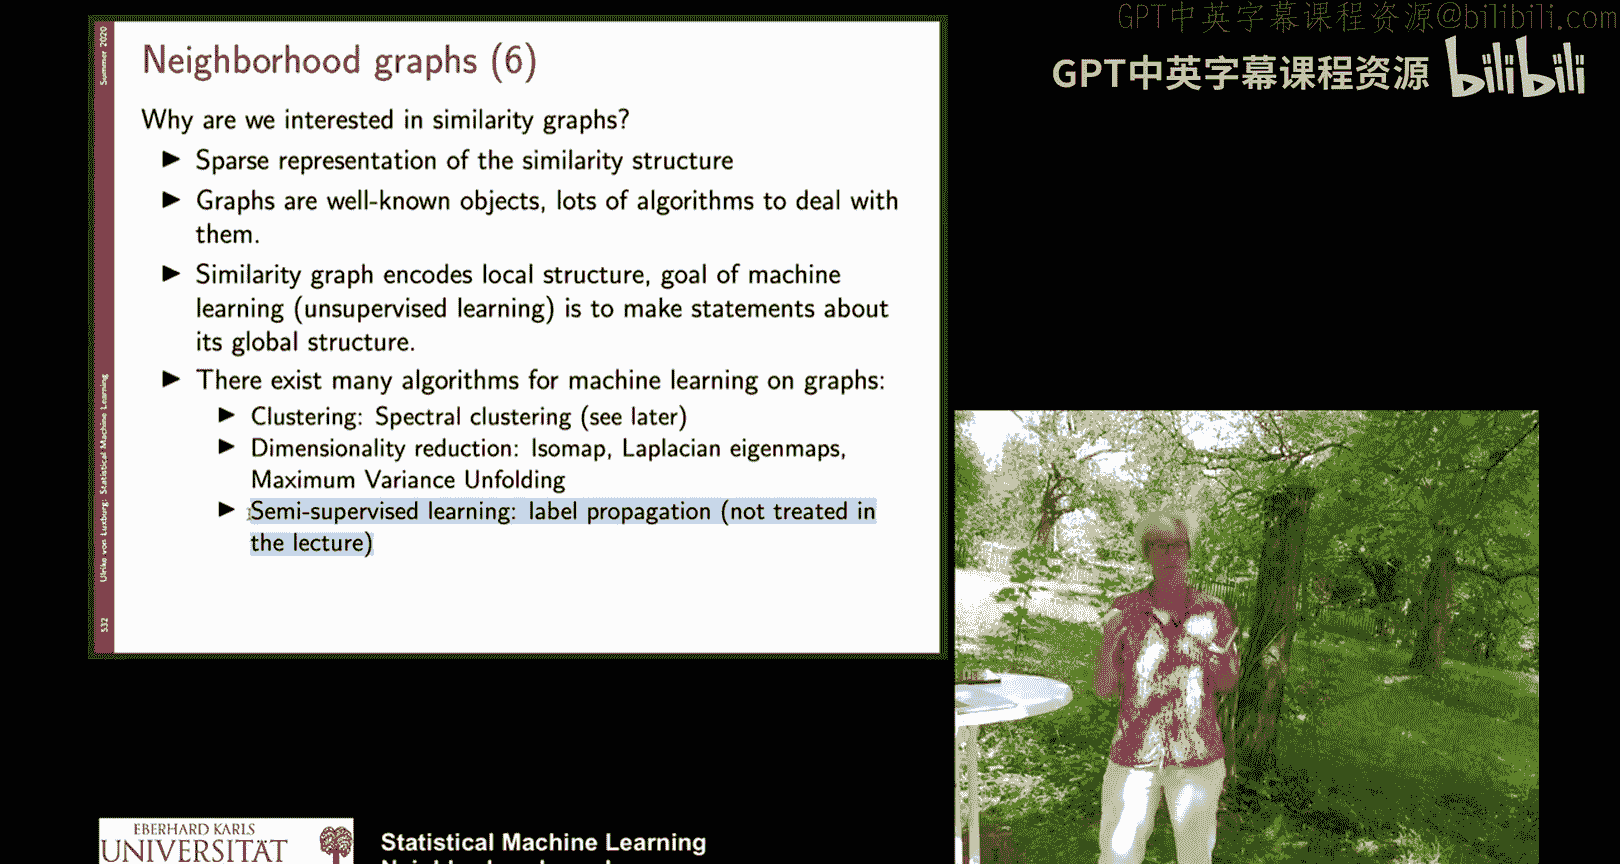 GPT中英字幕课程资源@bilibili.com
GPT中英字幕课程资源 bilibili
Summer 2020
Neighborhood graphs (6)
Why are we interested in similarity graphs?
▶ Sparse representation of the similarity structure
▶ Graphs are well-known objects, lots of algorithms to deal with
them.
▶ Similarity graph encodes local structure, goal of machine
learning (unsupervised learning) is to make statements about
its global structure.
▶ There exist many algorithms for machine learning on graphs:
▶ Clustering: Spectral clustering (see later)
▶ Dimensionality reduction: Isomap, Laplacian eigenmaps,
Maximum Variance Unfolding
▶ Semi-supervised learning: label propagation (not treated in
the lecture)
Ulrike von Luxburg: Statistical Machine Learning
532
EBERHARD KARLS
UNIVERSITÄT
Statistical Machine Learning